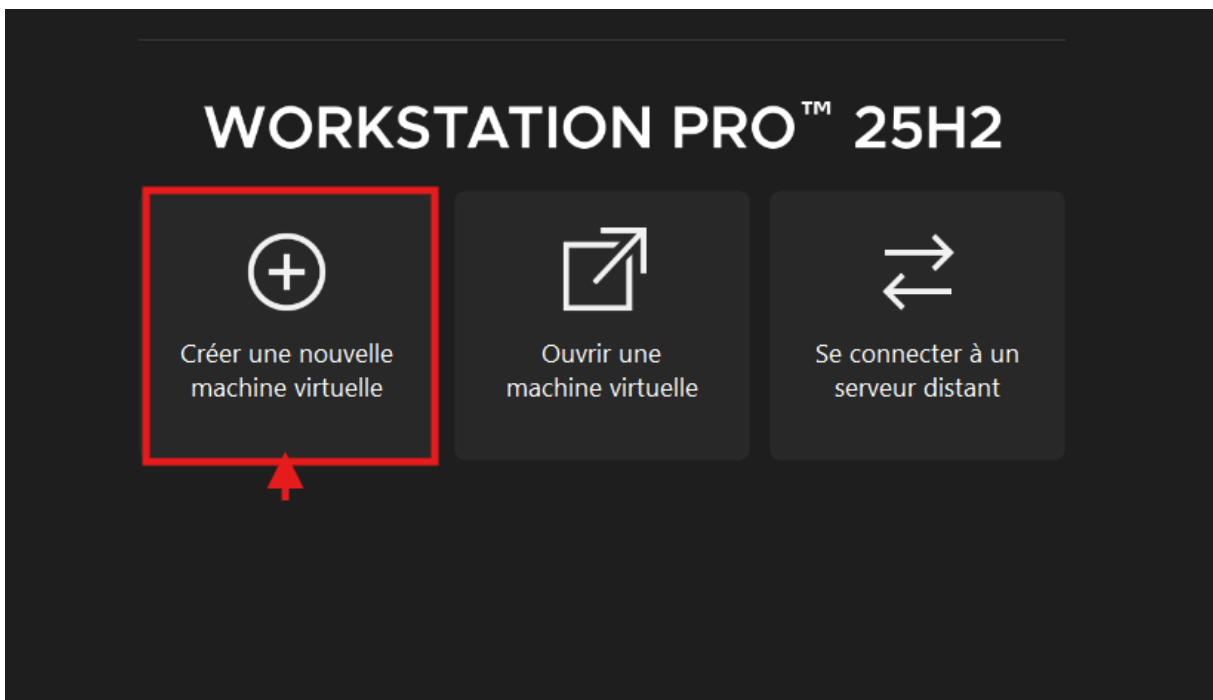 WORKSTATION PRO™ 25H2
Créer une nouvelle
machine virtuelle
Ouvrir une
machine virtuelle
Se connecter à un
serveur distant